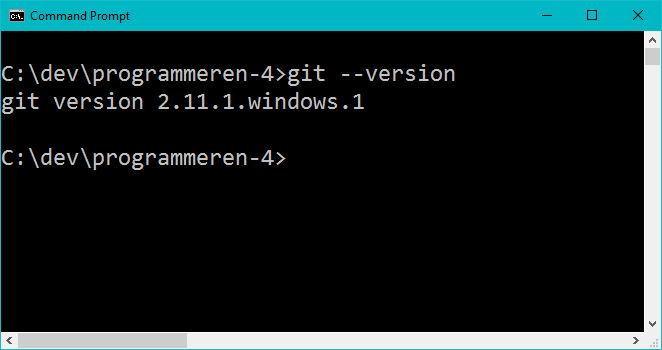 Command Prompt
C:\dev\programmeren-4>git --version
git version 2.11.1.windows.1
C:\dev\programmeren-4>